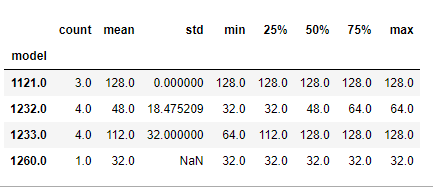 count mean std min 25% 50% 75% max
model
1121.0 3.0 128.0 0.000000 128.0 128.0 128.0 128.0 128.0
1232.0 4.0 48.0 18.475209 32.0 32.0 48.0 64.0 64.0
1233.0 4.0 112.0 32.000000 64.0 112.0 128.0 128.0 128.0
1260.0 1.0 32.0 NaN 32.0 32.0 32.0 32.0 32.0